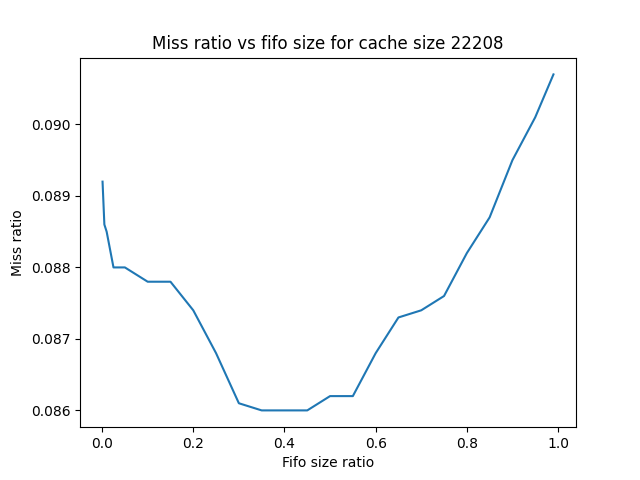 Miss ratio vs fifo size for cache size 22208
0.090
0.089
0.088
0.087
0.086
Miss ratio
0.0 0.2 0.4 0.6 0.8 1.0
Fifo size ratio